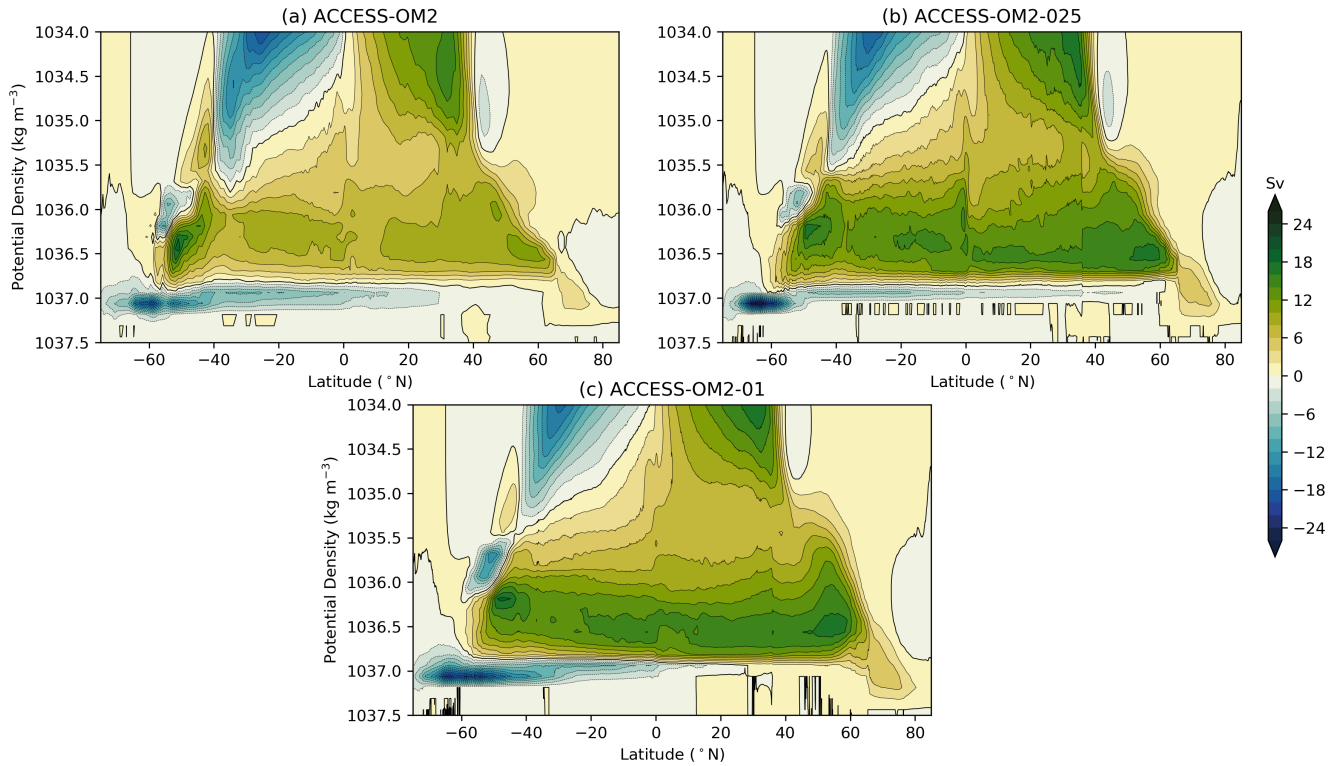 (a) ACCESS-OM2
1034.0
1034.5
1035.0
1035.5
1036.0
1036.5
1037.0
1037.5
Potential Density (kg m⁻³)
−60 −40 −20 0 20 40 60 80
Latitude (°N)
(b) ACCESS-OM2-025
1034.0
1034.5
1035.0
1035.5
1036.0
1036.5
1037.0
1037.5
−60 −40 −20 0 20 40 60 80
Latitude (°N)
Sv
24
18
12
6
0
−6
−12
−18
−24
(c) ACCESS-OM2-01
1034.0
1034.5
1035.0
1035.5
1036.0
1036.5
1037.0
1037.5
Potential Density (kg m⁻³)
−60 −40 −20 0 20 40 60 80
Latitude (°N)